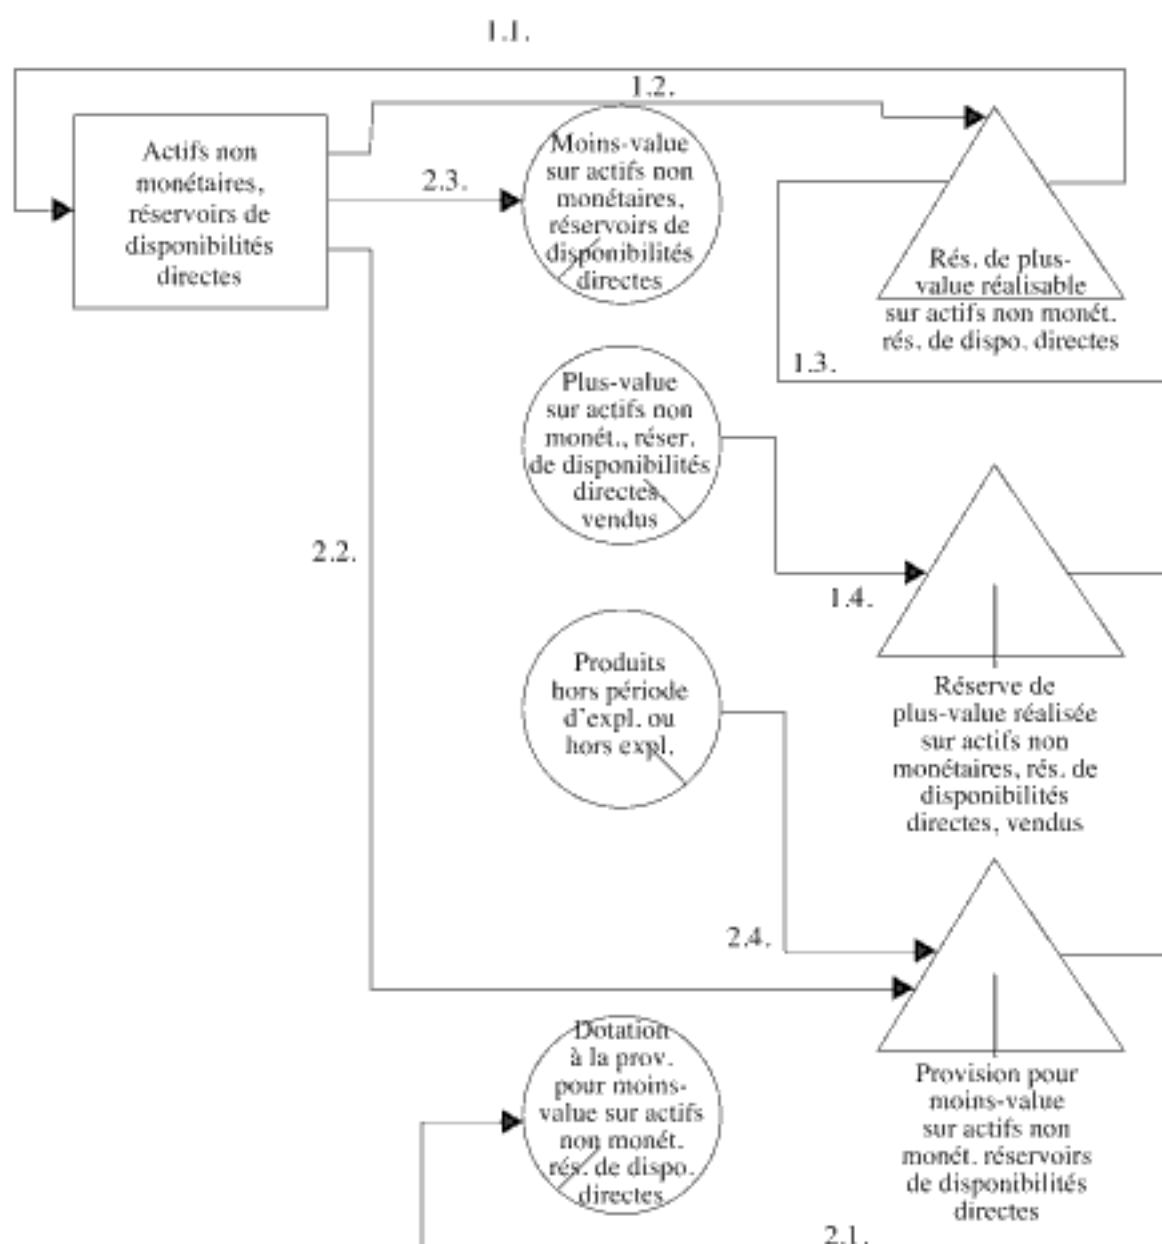 1.1.
1.2.
Actifs non
monétaires,
réservoirs de
disponibilités
directes
2.3.
Moins-value
sur actifs non
monétaires,
réservoirs de
disponibilités
directes
Rés. de plus-
value réalisable
sur actifs non monét.
rés. de dispo. directes
1.3.
Plus-value
sur actifs non
monét., réser.
de disponibilités
directes,
vendus
2.2.
1.4.
Produits
hors période
d'expl. ou
hors expl.
Réserve de
plus-value réalisée
sur actifs non
monétaires, rés. de
disponibilités
directes, vendus
2.4.
Dotation
à la prov.
pour moins-
value sur actifs
non monét.
rés. de dispo.
directes
Provision pour
moins-value
sur actifs non
monét. réservoirs
de disponibilités
directes
2.1.